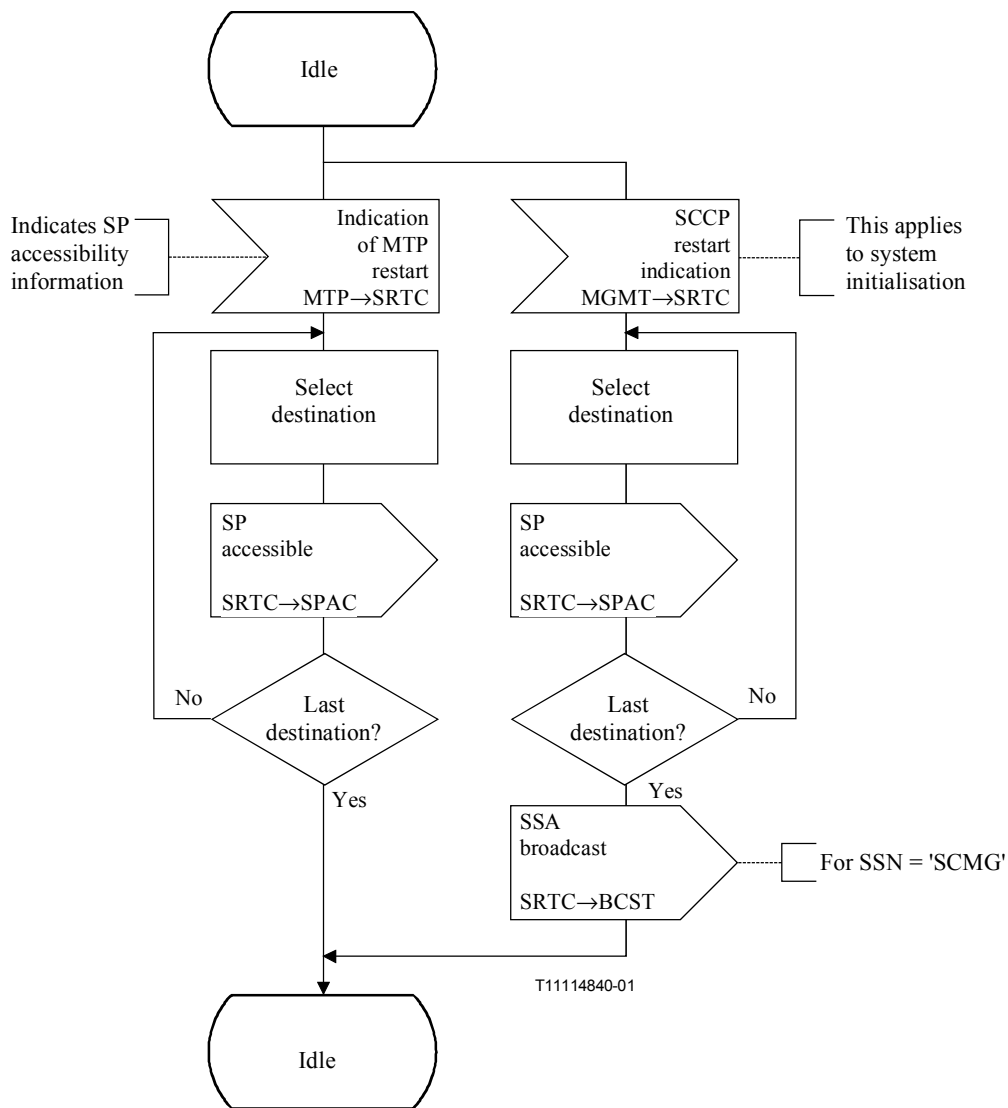 Idle
Indicates SP
accessibility
information
Indication
of MTP
restart
MTP→SRTC
SCCP
restart
indication
MGMT→SRTC
This applies
to system
initialisation
Select
destination
Select
destination
SP
accessible
SRTC→SPAC
SP
accessible
SRTC→SPAC
No
Last
destination?
Yes
Last
destination?
No
Yes
SSA
broadcast
SRTC→BCST
For SSN = 'SCMG'
T11114840-01
Idle